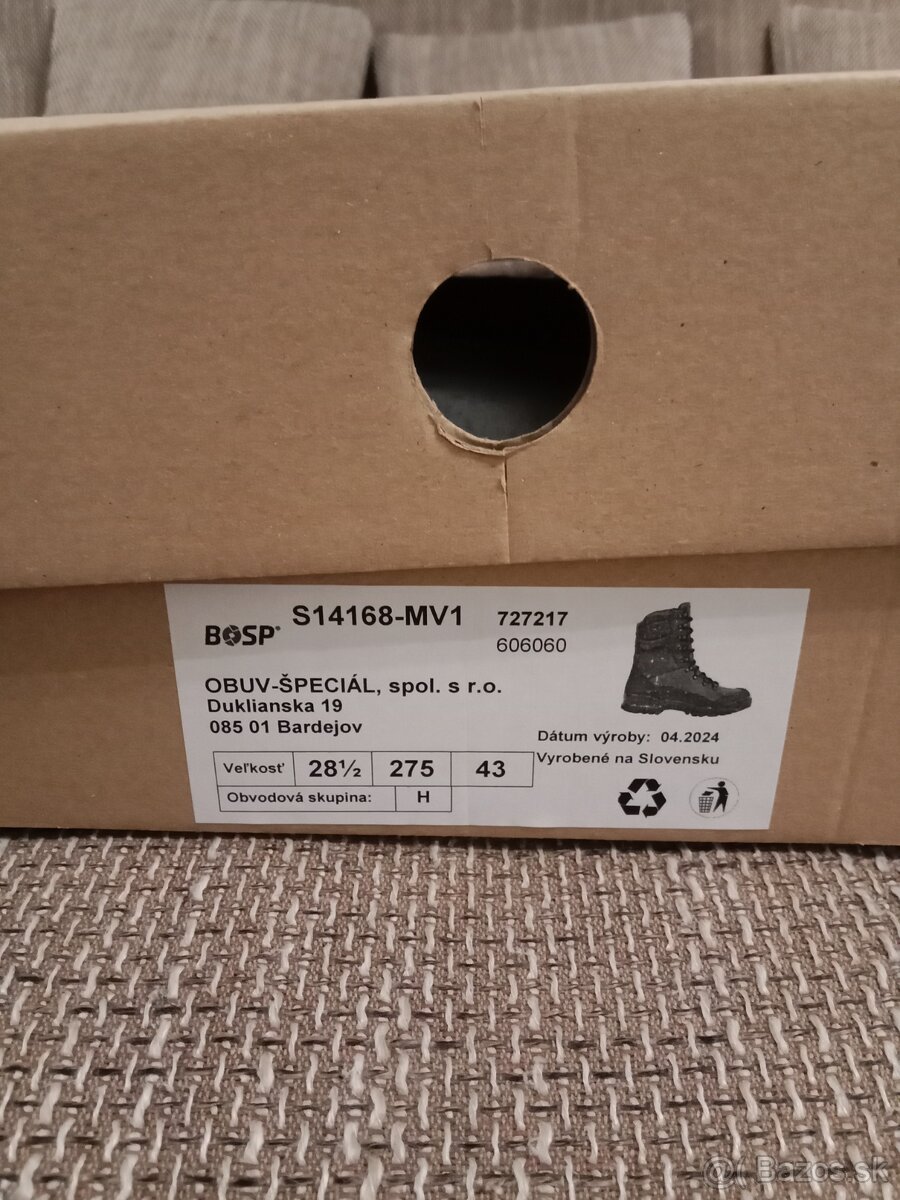 BOSP® S14168-MV1 727217
606060
OBUV-ŠPECIÁL, spol. s r.o.
Duklianska 19
085 01 Bardejov
Dátum výroby: 04.2024
Vyrobené na Slovensku
Veľkosť 28½ 275 43
Obvodová skupina: H
Bazos.sk